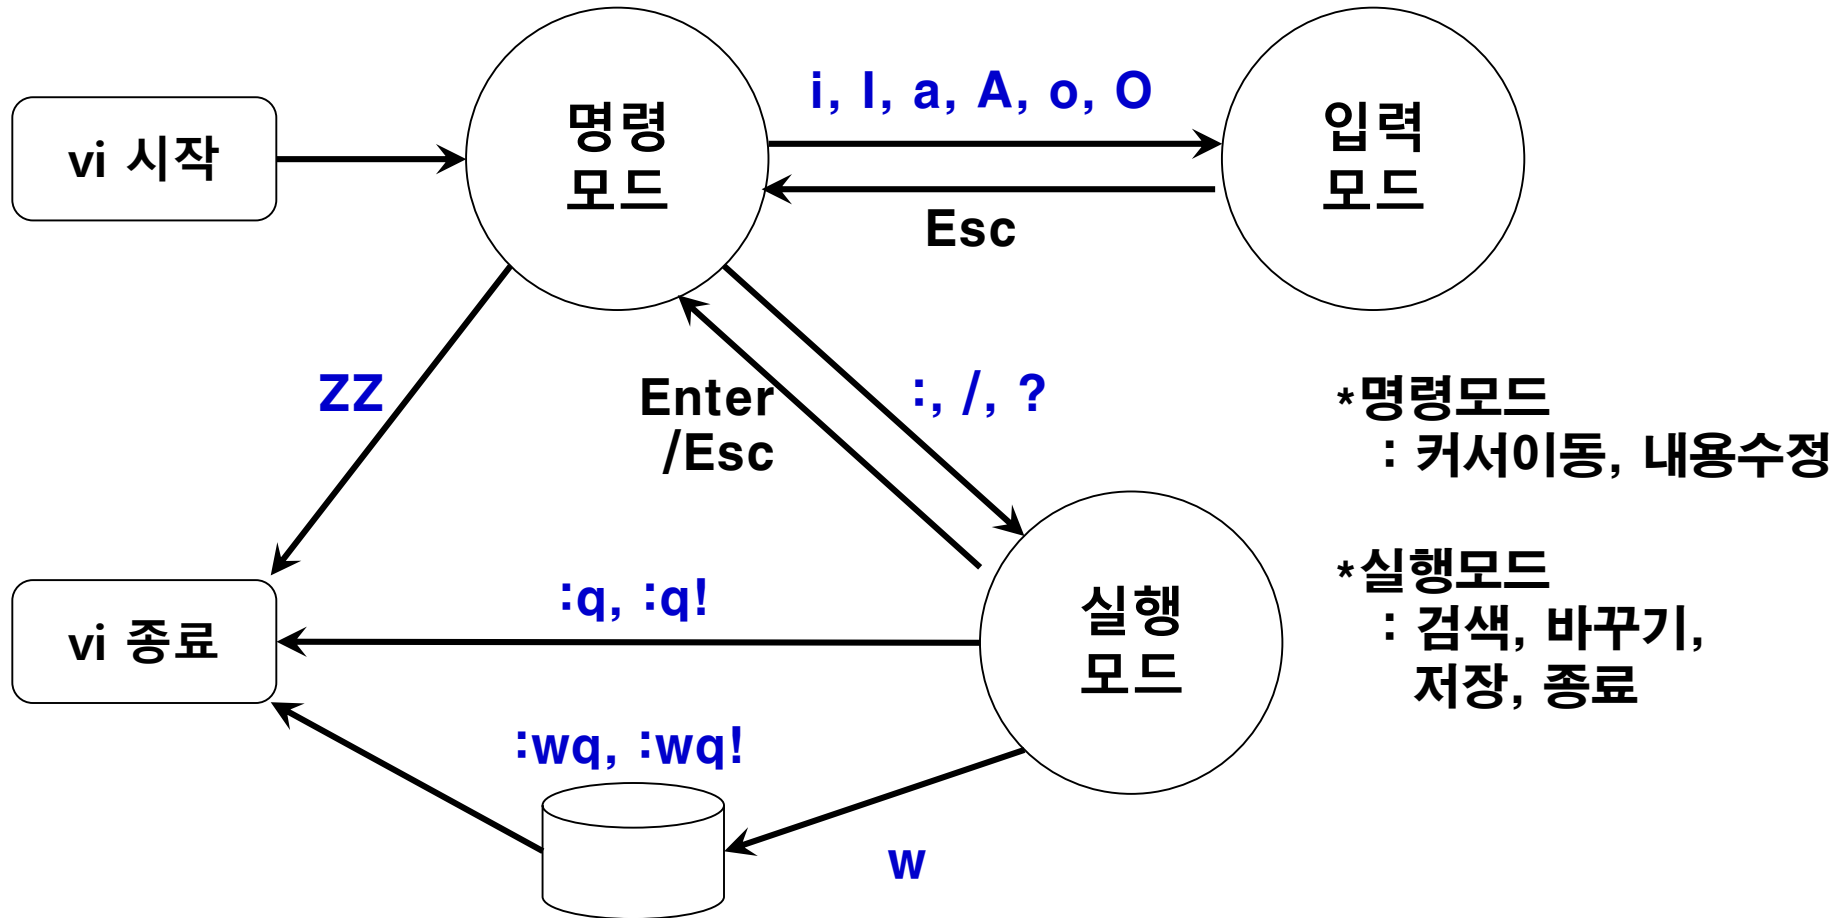 vi 시작
명령
모드
i, I, a, A, o, O
입력
모드
Esc
ZZ
Enter
/Esc
:, /, ?
*명령모드
: 커서이동, 내용수정
*실행모드
: 검색, 바꾸기,
저장, 종료
vi 종료
:q, :q!
실행
모드
:wq, :wq!
w